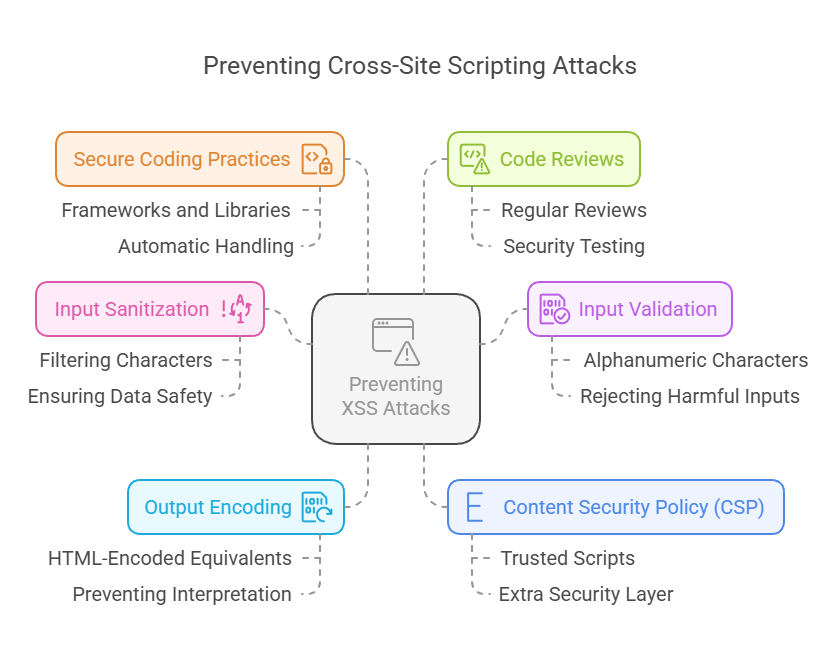 Preventing Cross-Site Scripting Attacks
Secure Coding Practices
Frameworks and Libraries
Automatic Handling
Code Reviews
Regular Reviews
Security Testing
Input Sanitization
Filtering Characters
Ensuring Data Safety
Input Validation
Alphanumeric Characters
Rejecting Harmful Inputs
Preventing
XSS Attacks
Output Encoding
HTML-Encoded Equivalents
Preventing Interpretation
Content Security Policy (CSP)
Trusted Scripts
Extra Security Layer